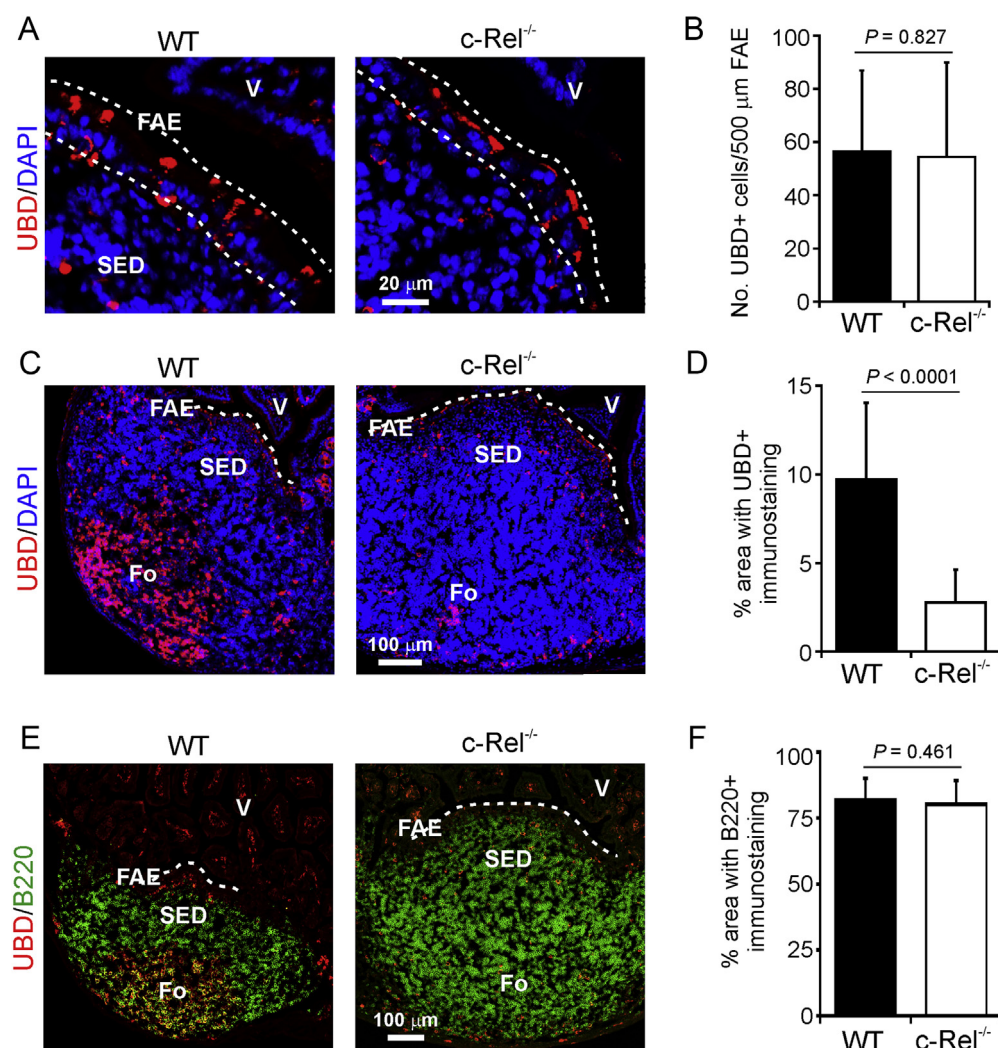 A
WT
c-Rel-/-
UBD/DAPI
FAE
V
SED
V
20 μm
B
No. UBD+ cells/500 μm FAE
100
80
60
40
20
0
P = 0.827
WT
c-Rel-/-
C
WT
c-Rel-/-
UBD/DAPI
FAE
V
SED
Fo
FAE
V
SED
Fo
100 μm
D
% area with UBD+
immunostaining
15
10
5
0
P < 0.0001
WT
c-Rel-/-
E
WT
c-Rel-/-
UBD/B220
V
FAE
SED
Fo
V
FAE
SED
Fo
100 μm
F
% area with B220+
immunostaining
100
75
50
25
0
P = 0.461
WT
c-Rel-/-